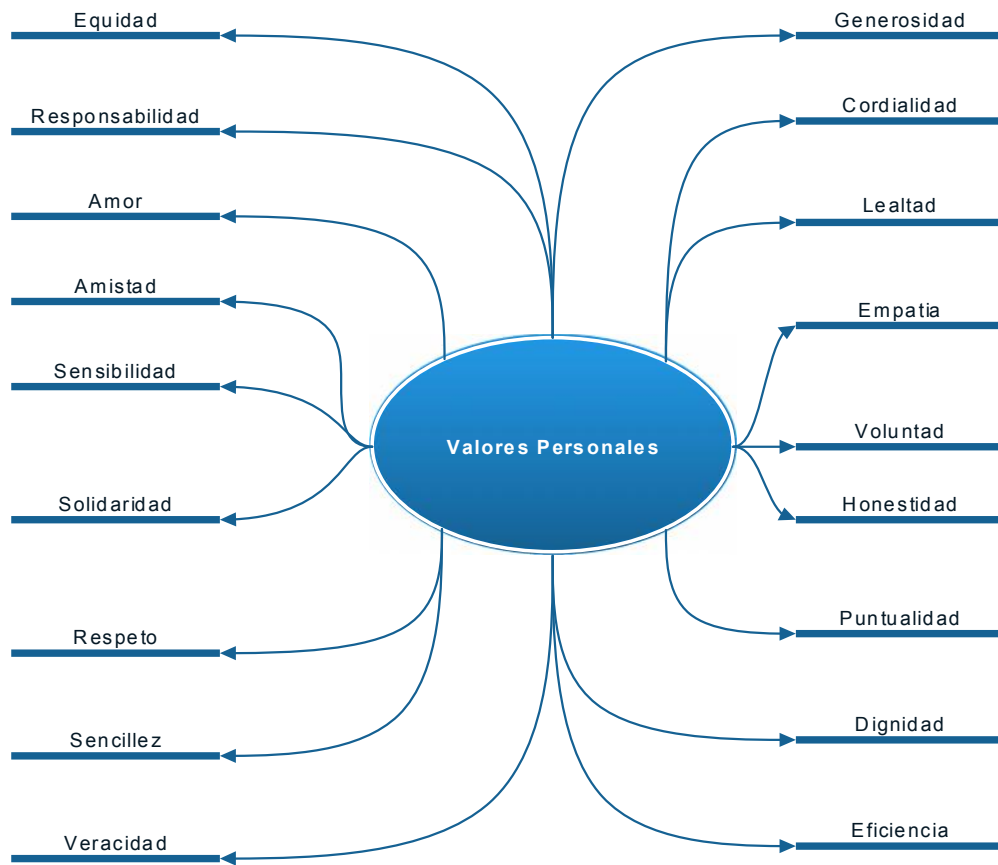 Equidad
Responsabilidad
Amor
Amistad
Sensibilidad
Solidaridad
Respeto
Sencillez
Veracidad
Valores Personales
Generosidad
Cordialidad
Lealtad
Empatia
Voluntad
Honestidad
Puntualidad
Dignidad
Eficiencia